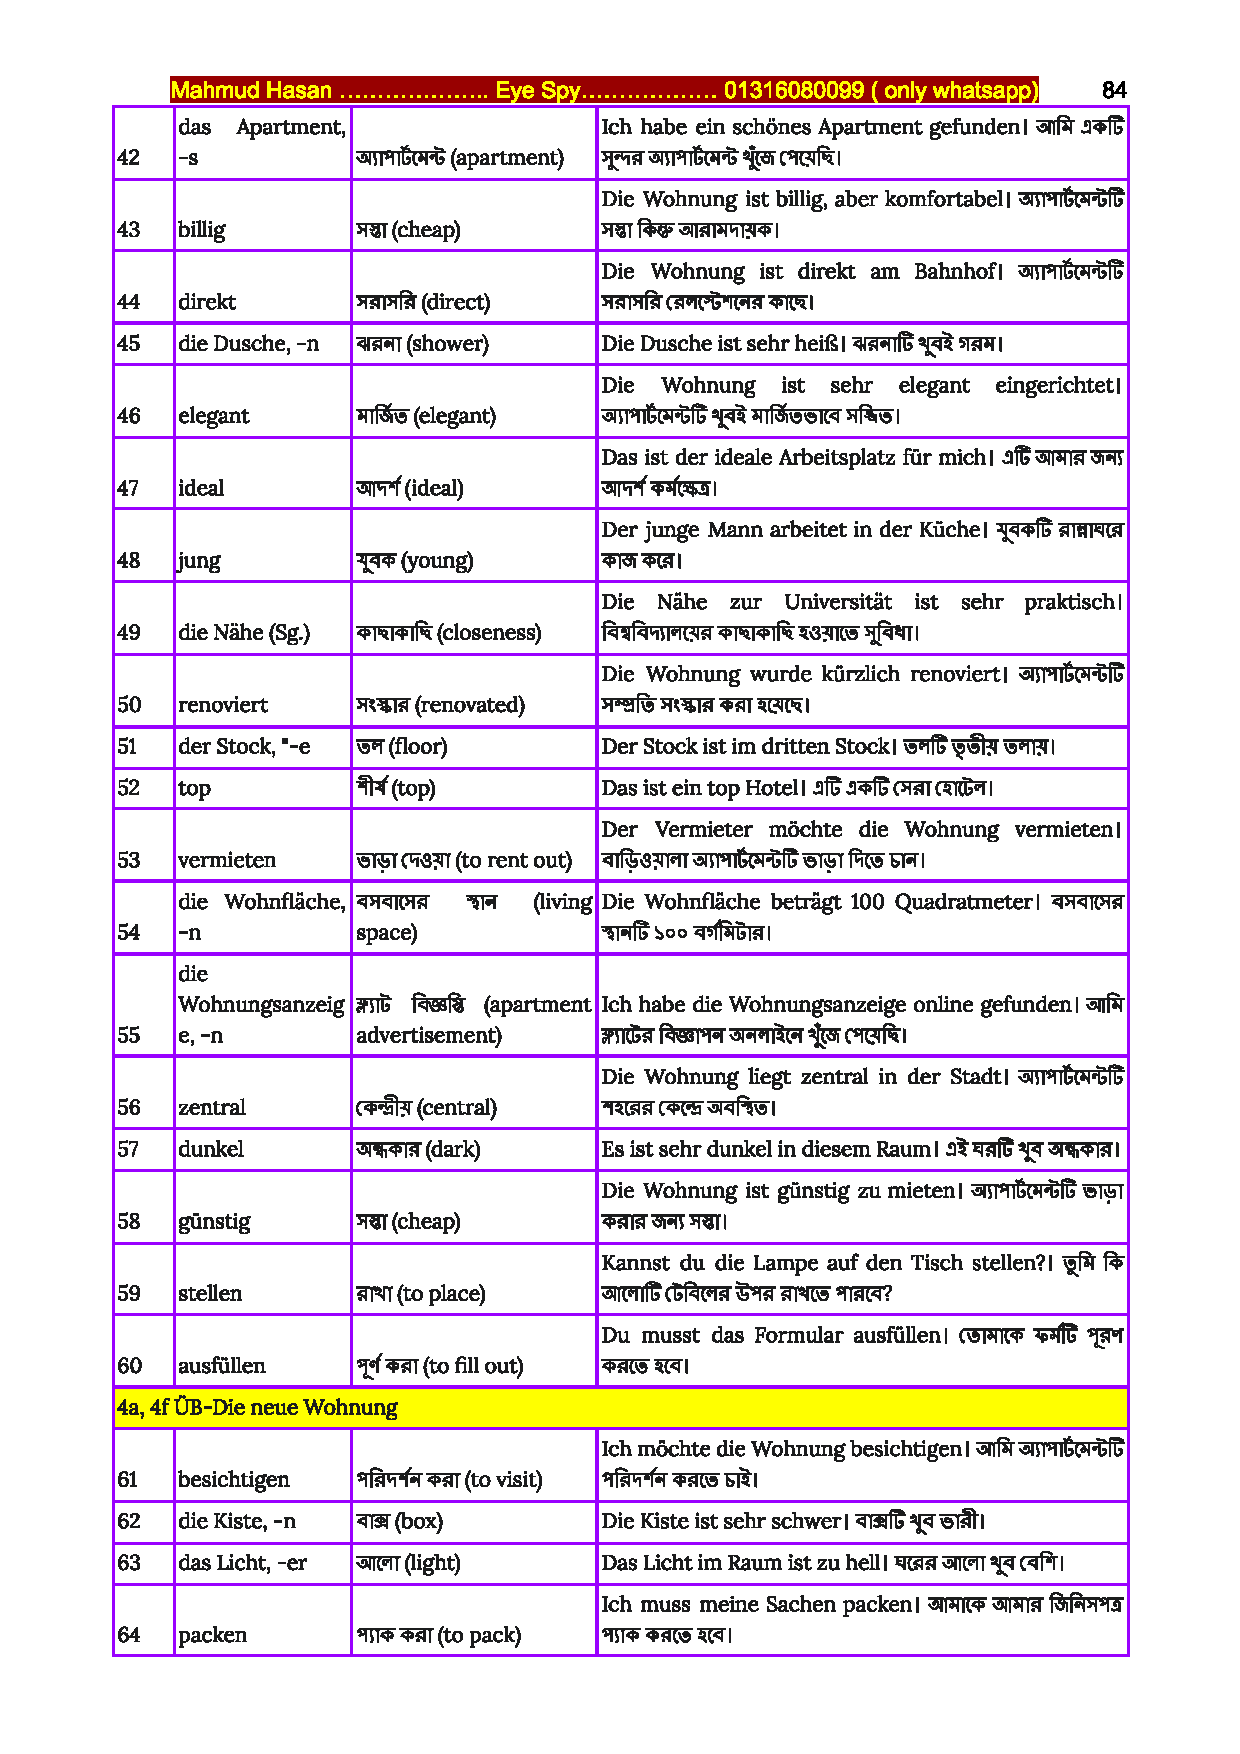 Mahmud Hasan ……………….. Eye Spy……………… 01316080099 ( only whatsapp) 84
das Apartment, Ich habe ein schönes Apartment gefunden। আমি একটি
42 -s অ্যাপার্টমেন্ট (apartment) সুন্দর অ্যাপার্টমেন্ট খুঁজে পেয়েছি।
Die Wohnung ist billig, aber komfortabel। অ্যাপার্টমেন্টটি
43 billig সস্তা (cheap) সস্তা কিন্তু আরামদায়ক।
Die Wohnung ist direkt am Bahnhof। অ্যাপার্টমেন্টটি
44 direkt সরাসরি (direct) সরাসরি রেলস্টেশনের কাছে।
45 die Dusche, -n ঝরনা (shower) Die Dusche ist sehr heiß। ঝরনাটি খুবই গরম।
Die Wohnung ist sehr elegant eingerichtet।
46 elegant মার্জিত (elegant) অ্যাপার্টমেন্টটি খুবই মার্জিতভাবে সজ্জিত।
Das ist der ideale Arbeitsplatz für mich। এটি আমার জন্য
47 ideal আদর্শ (ideal) আদর্শ কর্মক্ষেত্র।
Der junge Mann arbeitet in der Küche। যুবকটি রান্নাঘরে
48 jung যুবক (young) কাজ করে।
Die Nähe zur Universität ist sehr praktisch।
49 die Nähe (Sg.) কাছাকাছি (closeness) বিশ্ববিদ্যালয়ের কাছাকাছি হওয়াতে সুবিধা।
Die Wohnung wurde kürzlich renoviert। অ্যাপার্টমেন্টটি
50 renoviert সংস্কার (renovated) সম্প্রতি সংস্কার করা হয়েছে।
51 der Stock, "-e তল (floor) Der Stock ist im dritten Stock। তলটি তৃতীয় তলায়।
52 top শীর্ষ (top) Das ist ein top Hotel। এটি একটি সেরা হোটেল।
Der Vermieter möchte die Wohnung vermieten।
53 vermieten ভাড়া দেওয়া (to rent out) বাড়িওয়ালা অ্যাপার্টমেন্টটি ভাড়া দিতে চান।
die Wohnfläche, বসবাসের স্থান (living Die Wohnfläche beträgt 100 Quadratmeter। বসবাসের
54 -n space) স্থানটি ১০০ বর্গমিটার।
die
Wohnungsanzeig ফ্ল্যাট বিজ্ঞপ্তি (apartment Ich habe die Wohnungsanzeige online gefunden। আমি
55 e, -n advertisement) ফ্ল্যাটের বিজ্ঞাপন অনলাইনে খুঁজে পেয়েছি।
Die Wohnung liegt zentral in der Stadt। অ্যাপার্টমেন্টটি
56 zentral কেন্দ্রীয় (central) শহরের কেন্দ্রে অবস্থিত।
57 dunkel অন্ধকার (dark) Es ist sehr dunkel in diesem Raum। এই ঘরটি খুব অন্ধকার।
Die Wohnung ist günstig zu mieten। অ্যাপার্টমেন্টটি ভাড়া
58 günstig সস্তা (cheap) করার জন্য সস্তা।
Kannst du die Lampe auf den Tisch stellen?। তুমি কি
59 stellen রাখা (to place) আলোটি টেবিলের উপর রাখতে পারবে?
Du musst das Formular ausfüllen। তোমাকে ফর্মটি পূরণ
60 ausfüllen পূর্ণ করা (to fill out) করতে হবে।
4a, 4f ÜB-Die neue Wohnung
Ich möchte die Wohnung besichtigen। আমি অ্যাপার্টমেন্টটি
61 besichtigen পরিদর্শন করা (to visit) পরিদর্শন করতে চাই।
62 die Kiste, -n বাক্স (box) Die Kiste ist sehr schwer। বাক্সটি খুব ভারী।
63 das Licht, -er আলো (light) Das Licht im Raum ist zu hell। ঘরের আলো খুব বেশি।
Ich muss meine Sachen packen। আমাকে আমার জিনিসপত্র
64 packen প্যাক করা (to pack) প্যাক করতে হবে।